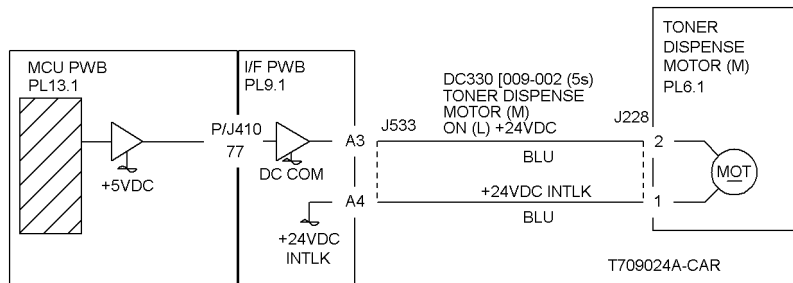 TONER
DISPENSE
MOTOR (M)
PL6.1
MCU PWB
PL13.1
I/F PWB
PL9.1
DC330 [009-002 (5s)
TONER DISPENSE
MOTOR (M)
ON (L) +24VDC
P/J410
77
A3
J533
J228
2
BLU
+5VDC
DC COM
MOT
A4
+24VDC INTLK
1
BLU
+24VDC
INTLK
T709024A-CAR